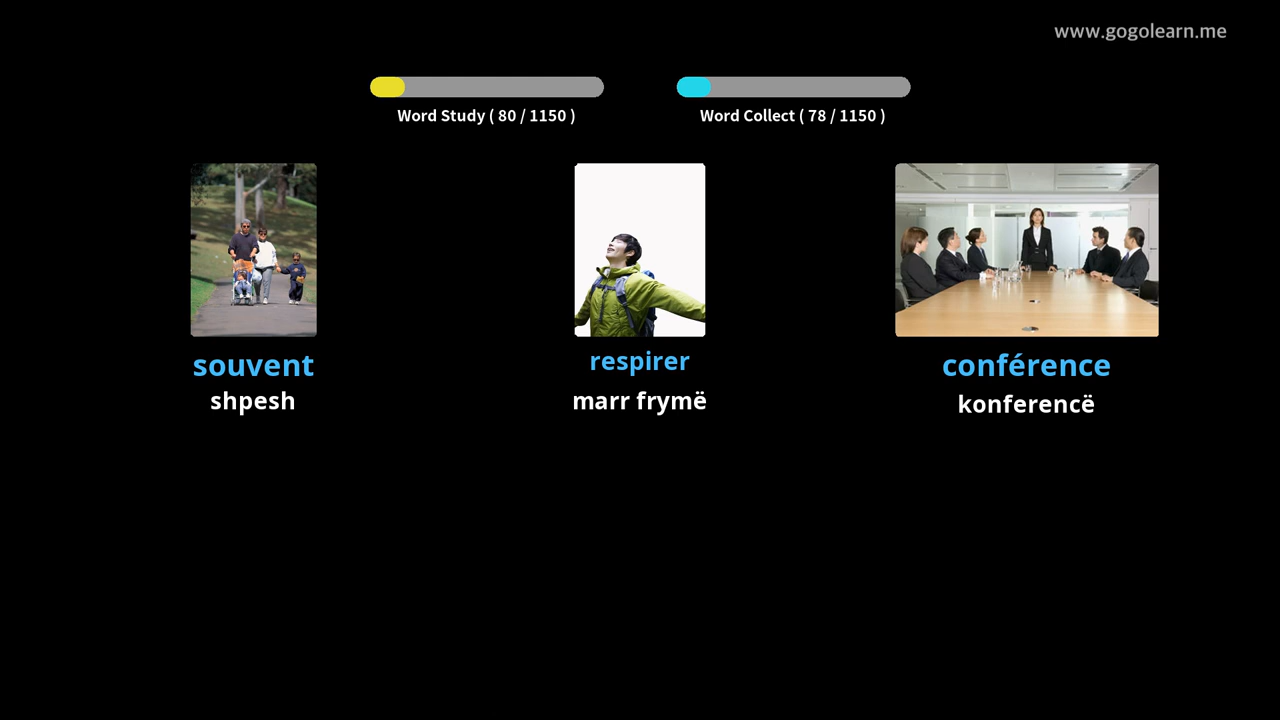 www.gogolearn.me
Word Study ( 80 / 1150 )
Word Collect ( 78 / 1150 )
souvent
shpesh
respirer
marr frymë
conférence
konferencë